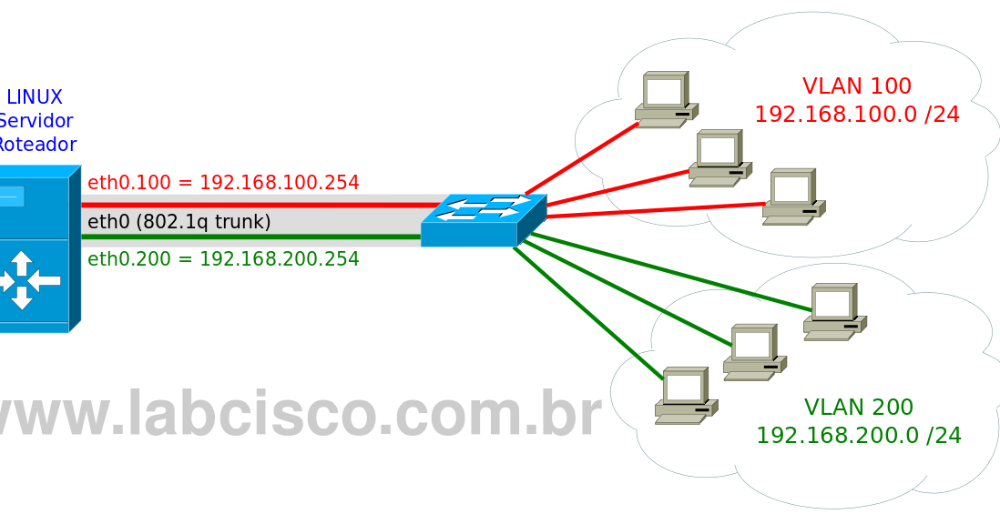 LINUX
Servidor
Roteador
eth0.100 = 192.168.100.254
eth0 (802.1q trunk)
eth0.200 = 192.168.200.254
VLAN 100
192.168.100.0 /24
VLAN 200
192.168.200.0 /24
www.labcisco.com.br